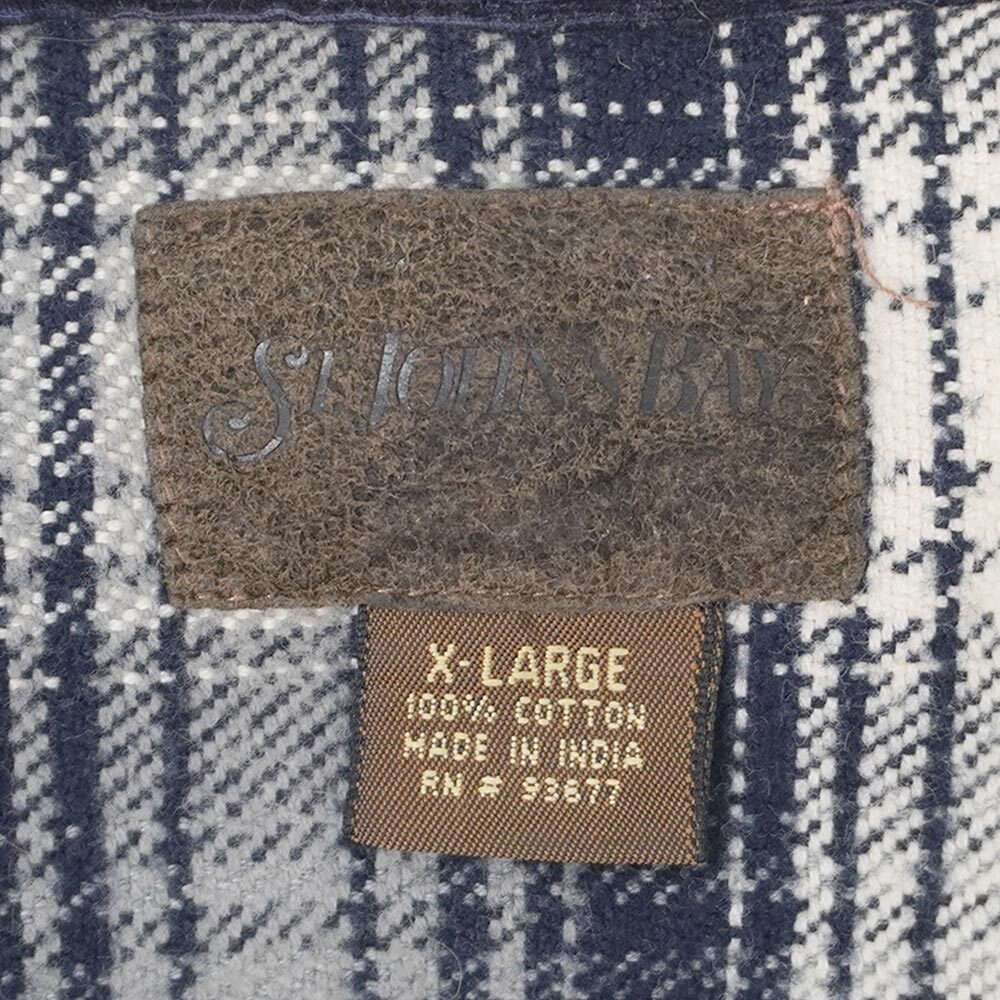 ST. JOHN'S BAY
X-LARGE
100% COTTON
MADE IN INDIA
RN # 93677